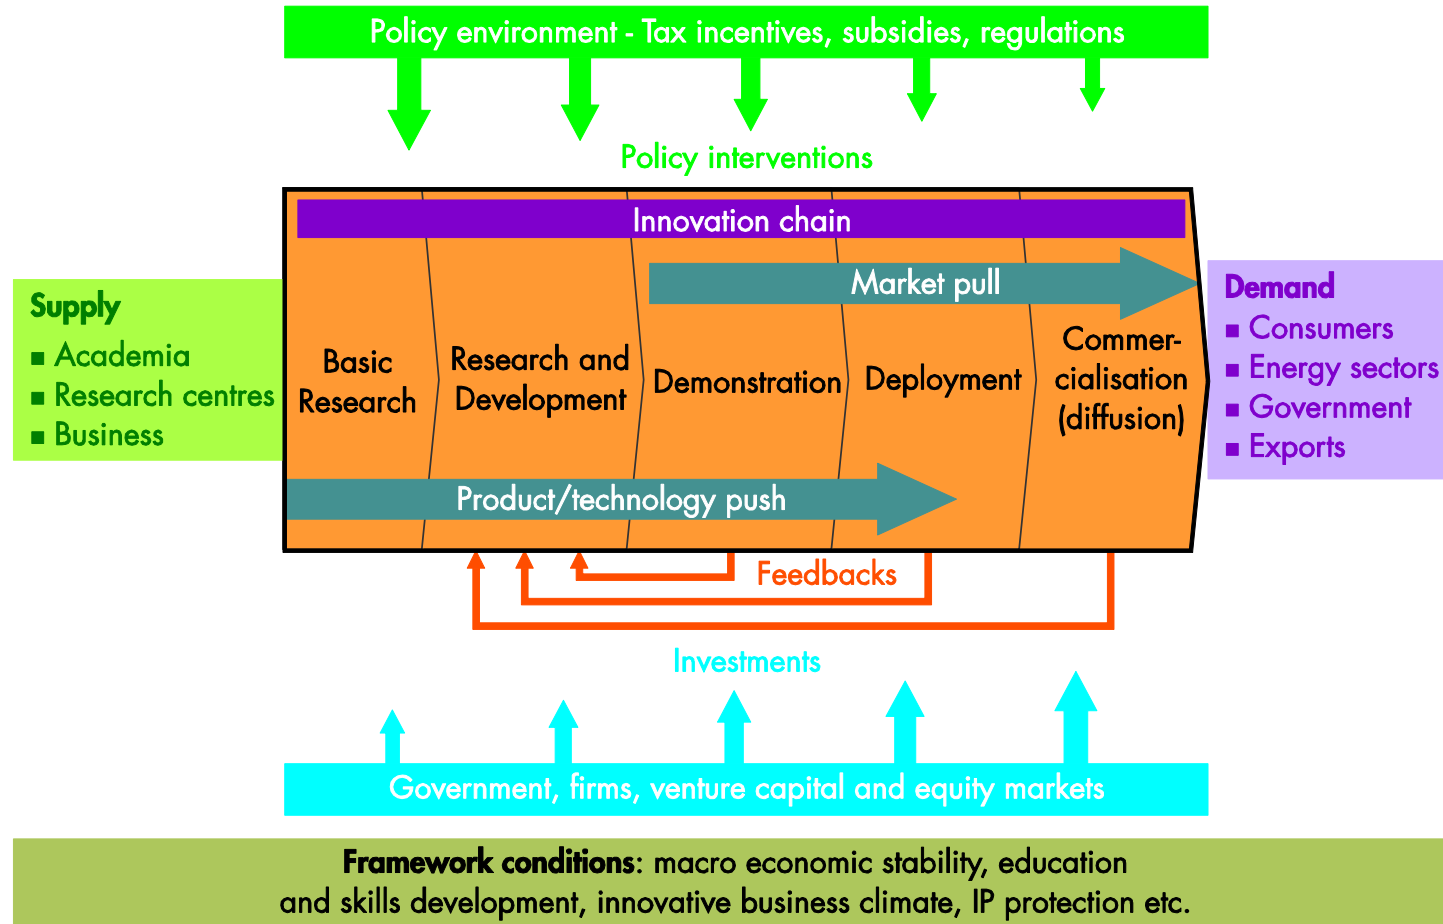 Policy environment - Tax incentives, subsidies, regulations
Policy interventions
Innovation chain
Market pull
Supply
■ Academia
■ Research centres
■ Business
Basic
Research
Research and
Development
Demonstration
Deployment
Commer-
cialisation
(diffusion)
Demand
■ Consumers
■ Energy sectors
■ Government
■ Exports
Product/technology push
Feedbacks
Investments
Government, firms, venture capital and equity markets
Framework conditions: macro economic stability, education
and skills development, innovative business climate, IP protection etc.